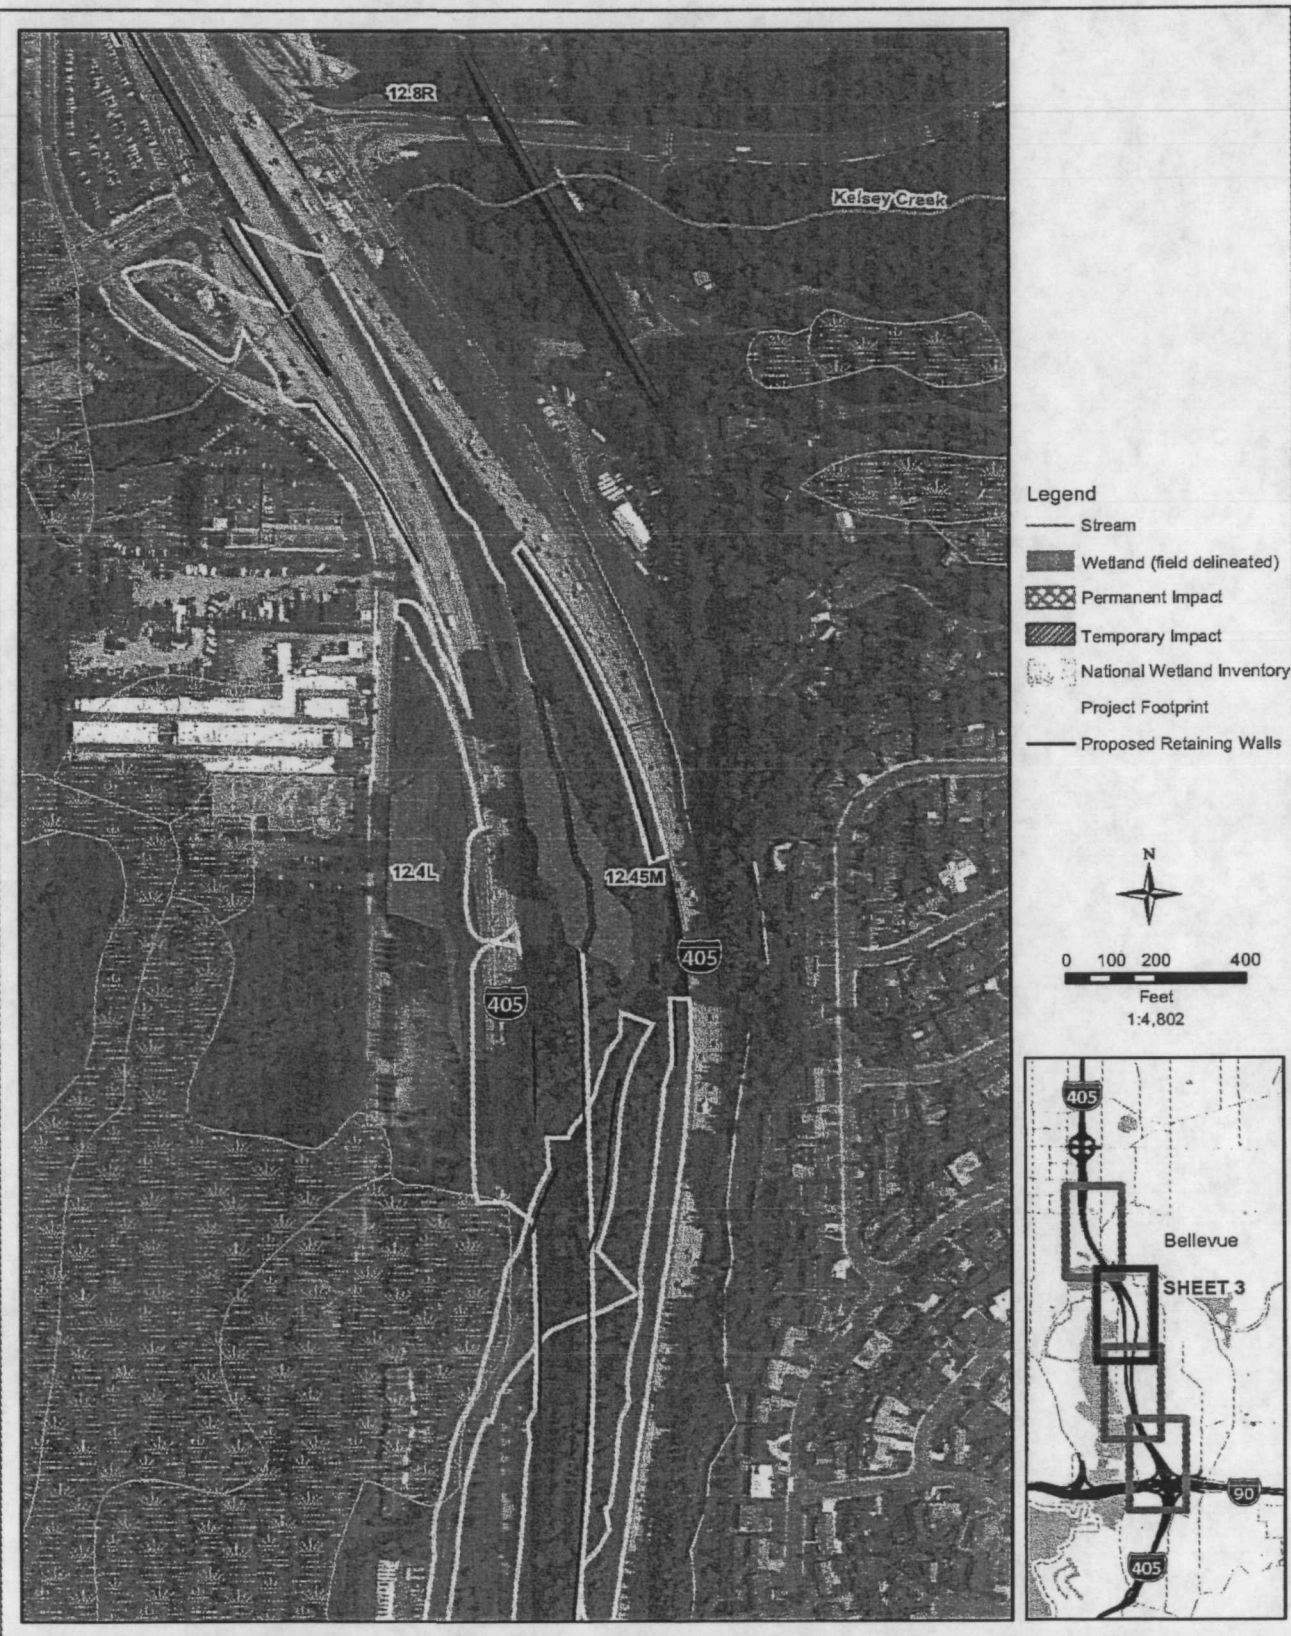 12.8R
Kelsey Creek
12.4L
12.45M
405
405
Legend
Stream
Wetland (field delineated)
Permanent Impact
Temporary Impact
National Wetland Inventory
Project Footprint
Proposed Retaining Walls
N
0 100 200 400
Feet
1:4,802
405
Bellevue
SHEET 3
90
405